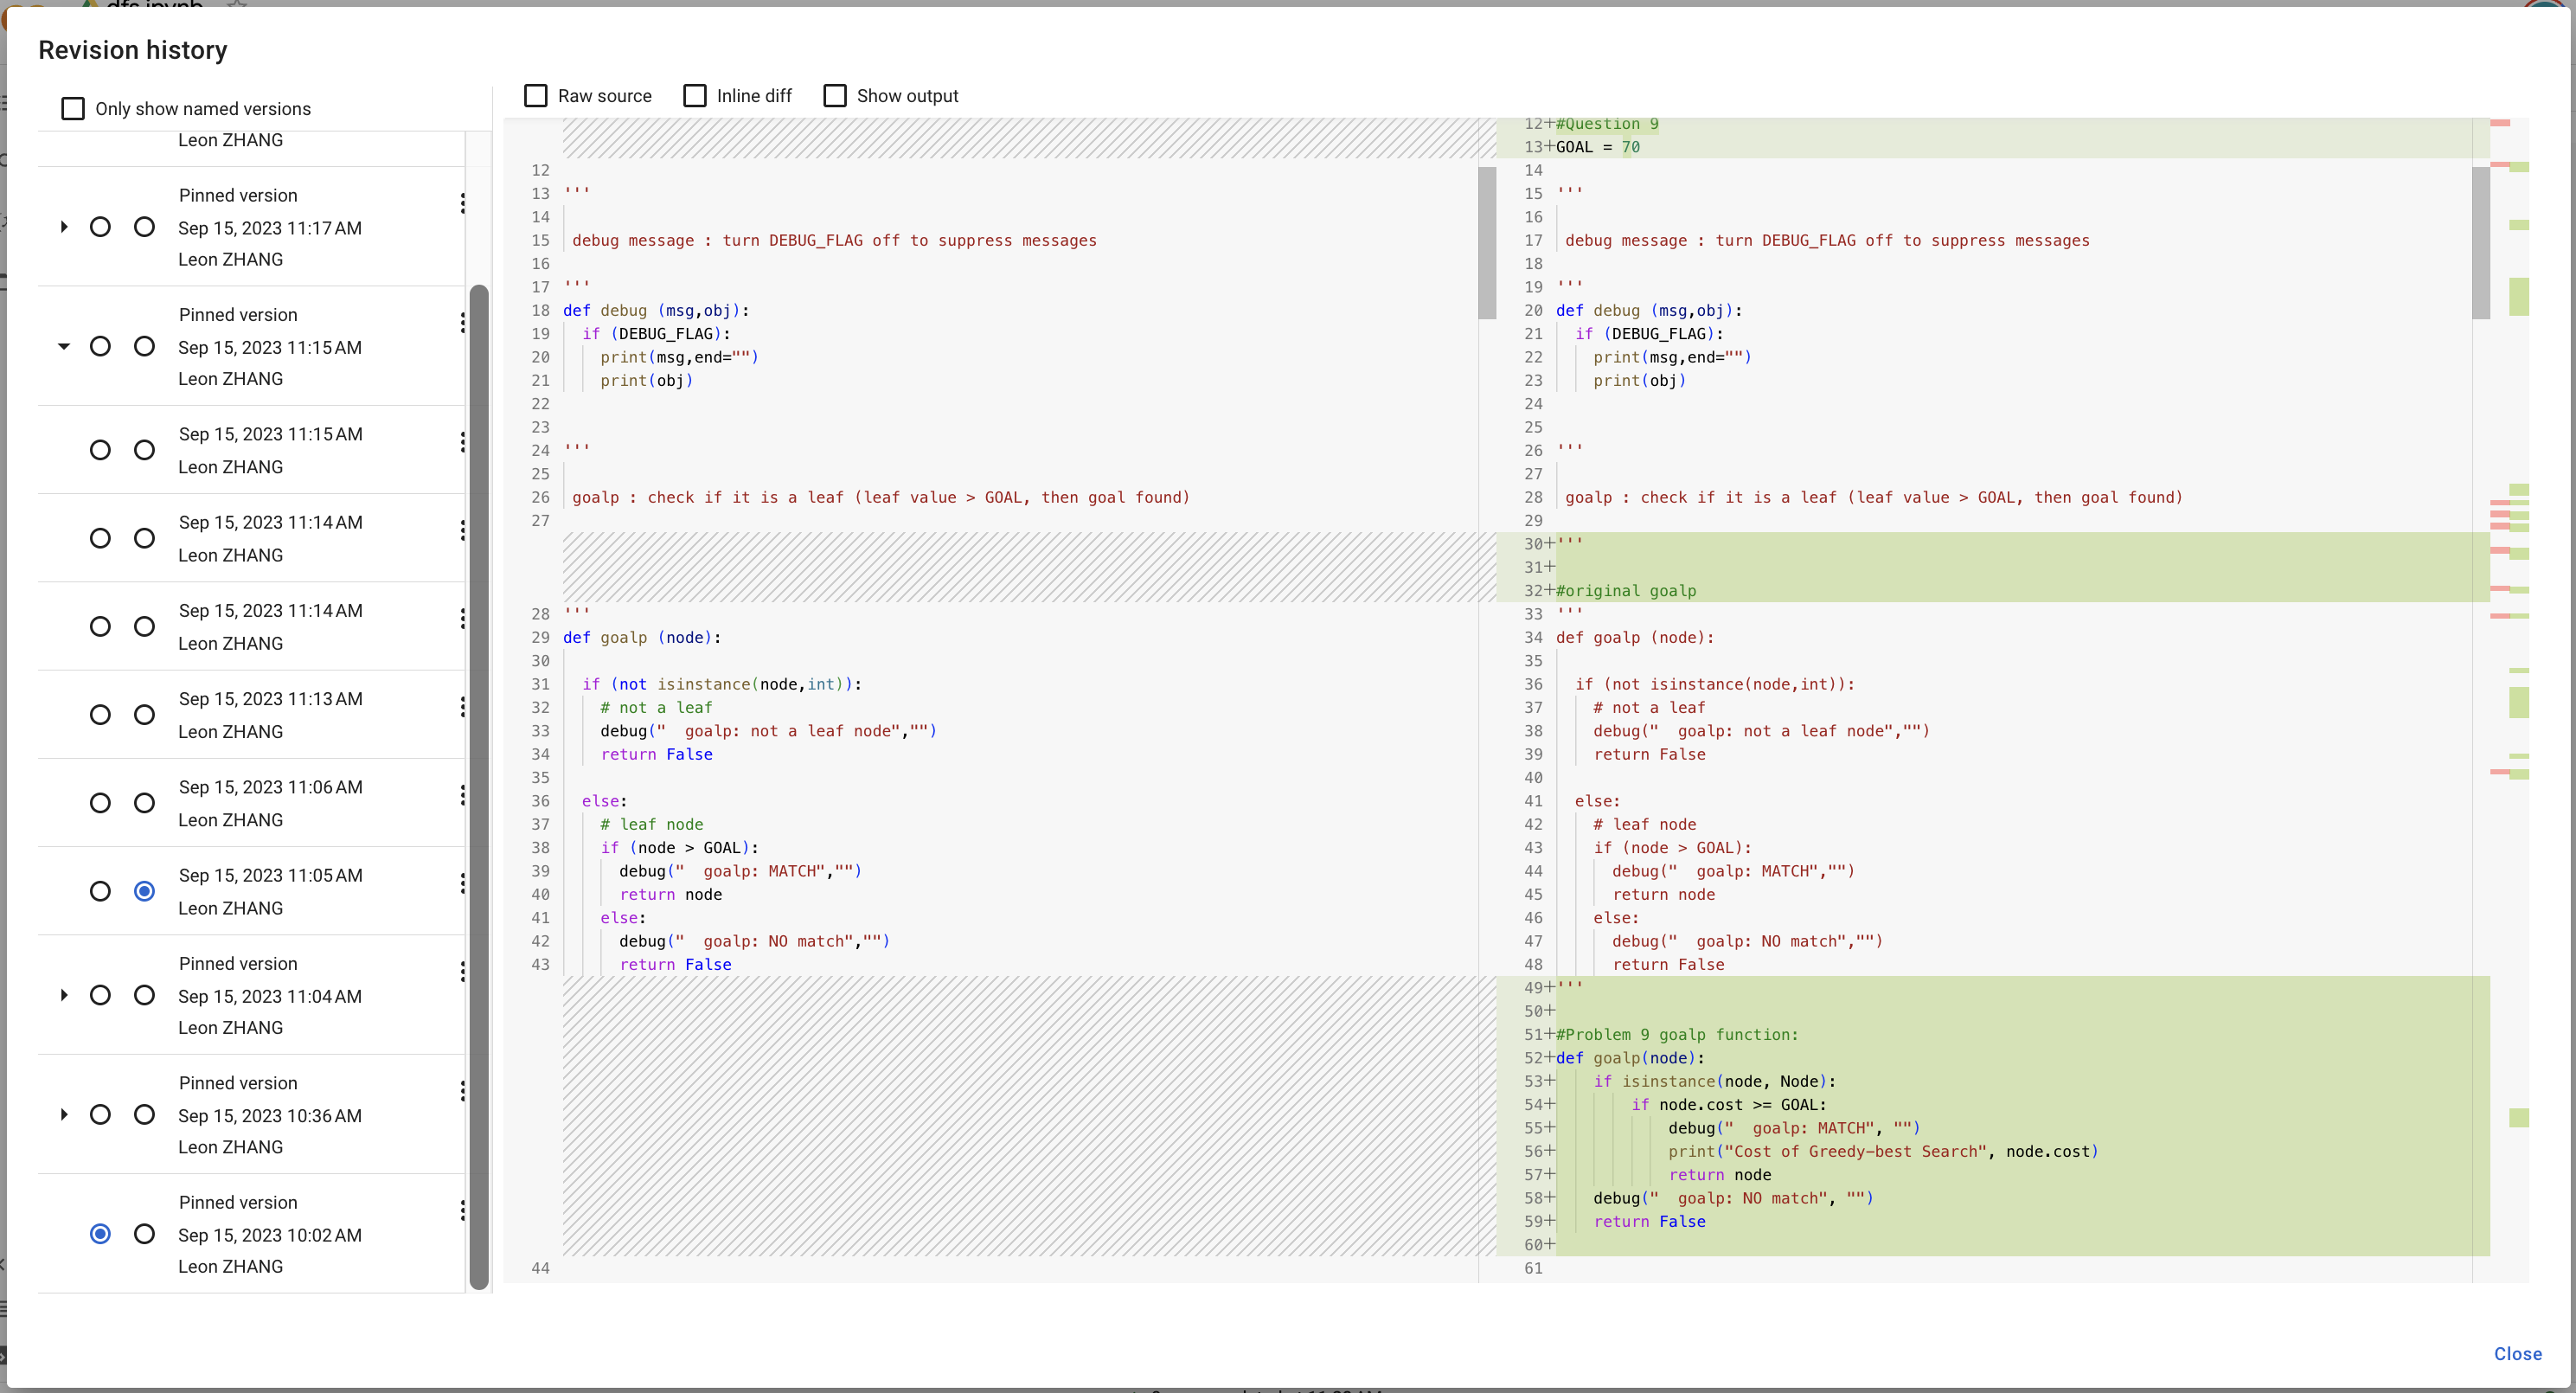 dfs.ipynb
Revision history
Only show named versions
Raw source
Inline diff
Show output
Leon ZHANG
Pinned version
Sep 15, 2023 11:17 AM
Leon ZHANG
Pinned version
Sep 15, 2023 11:15 AM
Leon ZHANG
Sep 15, 2023 11:15 AM
Leon ZHANG
Sep 15, 2023 11:14 AM
Leon ZHANG
Sep 15, 2023 11:14 AM
Leon ZHANG
Sep 15, 2023 11:13 AM
Leon ZHANG
Sep 15, 2023 11:06 AM
Leon ZHANG
Sep 15, 2023 11:05 AM
Leon ZHANG
Pinned version
Sep 15, 2023 11:04 AM
Leon ZHANG
Pinned version
Sep 15, 2023 10:36 AM
Leon ZHANG
Pinned version
Sep 15, 2023 10:02 AM
Leon ZHANG
12
13 '''
14
15 debug message : turn DEBUG_FLAG off to suppress messages
16
17 '''
18 def debug (msg,obj):
19 if (DEBUG_FLAG):
20 print(msg,end="")
21 print(obj)
22
23
24 '''
25
26 goalp : check if it is a leaf (leaf value > GOAL, then goal found)
27
28 '''
29 def goalp (node):
30
31 if (not isinstance(node,int)):
32 # not a leaf
33 debug("  goalp: not a leaf node","")
34 return False
35
36 else:
37 # leaf node
38 if (node > GOAL):
39 debug("  goalp: MATCH","")
40 return node
41 else:
42 debug("  goalp: NO match","")
43 return False
44
12+#Question 9
13+GOAL = 70
14
15 '''
16
17 debug message : turn DEBUG_FLAG off to suppress messages
18
19 '''
20 def debug (msg,obj):
21 if (DEBUG_FLAG):
22 print(msg,end="")
23 print(obj)
24
25
26 '''
27
28 goalp : check if it is a leaf (leaf value > GOAL, then goal found)
29
30+'''
31+
32+#original goalp
33 '''
34 def goalp (node):
35
36 if (not isinstance(node,int)):
37 # not a leaf
38 debug("  goalp: not a leaf node","")
39 return False
40
41 else:
42 # leaf node
43 if (node > GOAL):
44 debug("  goalp: MATCH","")
45 return node
46 else:
47 debug("  goalp: NO match","")
48 return False
49+'''
50+
51+#Problem 9 goalp function:
52+def goalp(node):
53+ if isinstance(node, Node):
54+ if node.cost >= GOAL:
55+ debug("  goalp: MATCH", "")
56+ print("Cost of Greedy-best Search", node.cost)
57+ return node
58+ debug("  goalp: NO match", "")
59+ return False
60+
61
Close